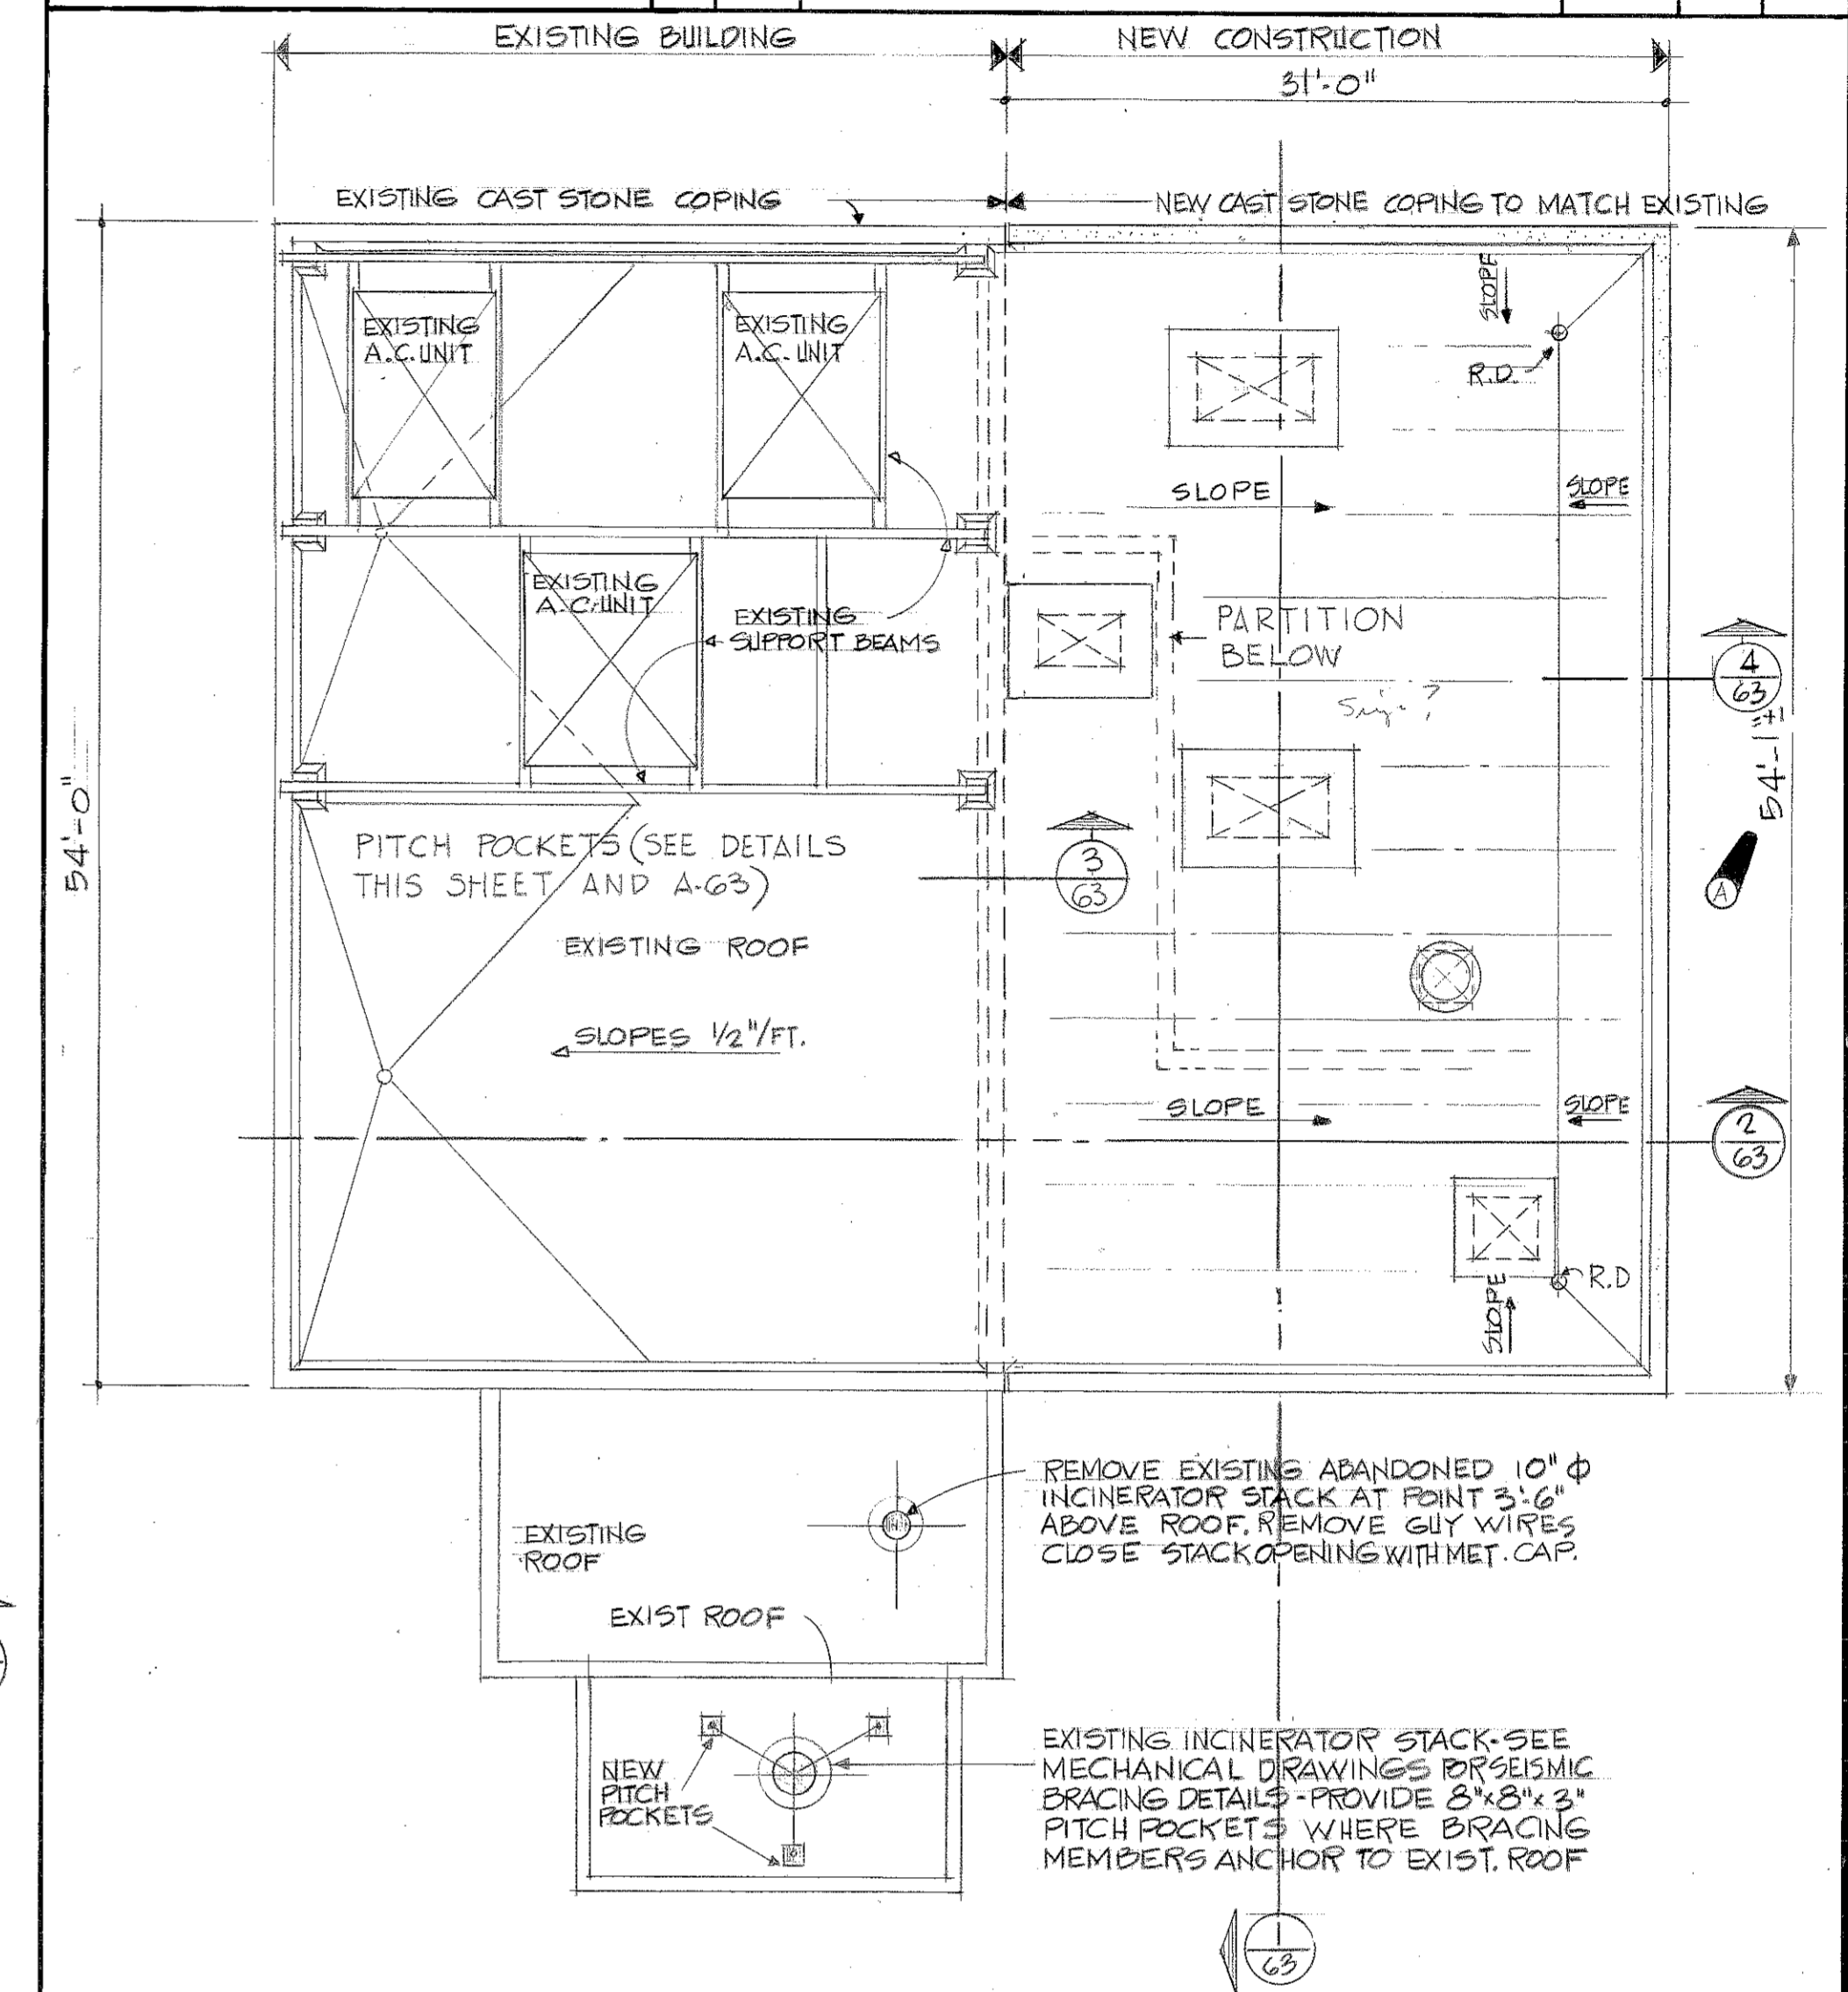 EXISTING BUILDING
NEW CONSTRUCTION
31'-0"
EXISTING CAST STONE COPING
NEW CAST STONE COPING TO MATCH EXISTING
EXISTING
A.C. UNIT
EXISTING
A.C. UNIT
SLOPE
R.D.
SLOPE
SLOPE
EXISTING
A.C. UNIT
EXISTING
SUPPORT BEAMS
PARTITION
BELOW
4
63
54'-0"
54'-1"±
PITCH POCKETS (SEE DETAILS
THIS SHEET AND A-63)
3
63
A
EXISTING ROOF
SLOPES 1/2"/FT.
SLOPE
SLOPE
2
63
R.D
SLOPE
REMOVE EXISTING ABANDONED 10" φ
INCINERATOR STACK AT POINT 3'-6"
ABOVE ROOF. REMOVE GUY WIRES
CLOSE STACK OPENING WITH MET. CAP.
EXISTING
ROOF
EXIST ROOF
NEW
PITCH
POCKETS
EXISTING INCINERATOR STACK-SEE
MECHANICAL DRAWINGS FOR SEISMIC
BRACING DETAILS-PROVIDE 8"x8"x3"
PITCH POCKETS WHERE BRACING
MEMBERS ANCHOR TO EXIST. ROOF
63